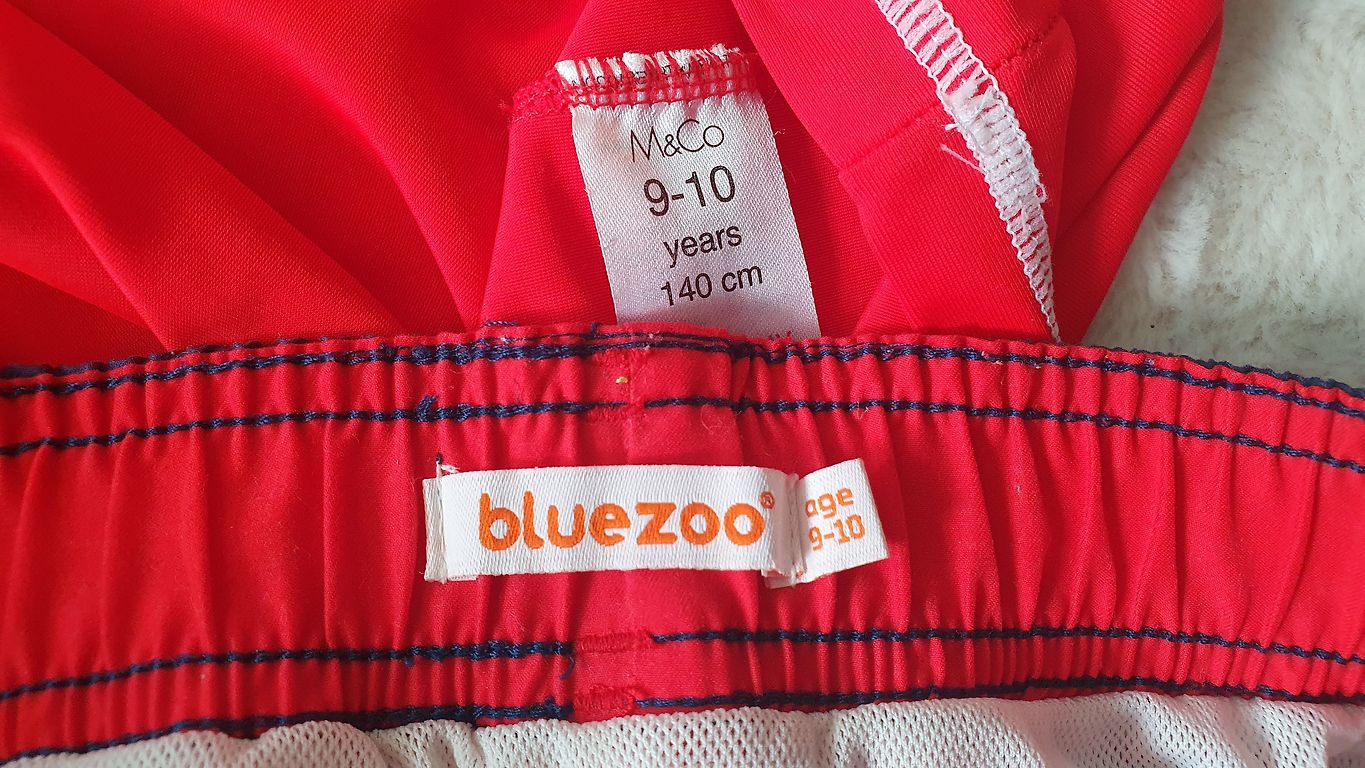 M&Co
9-10
years
140 cm
bluezoo®
age
9-10